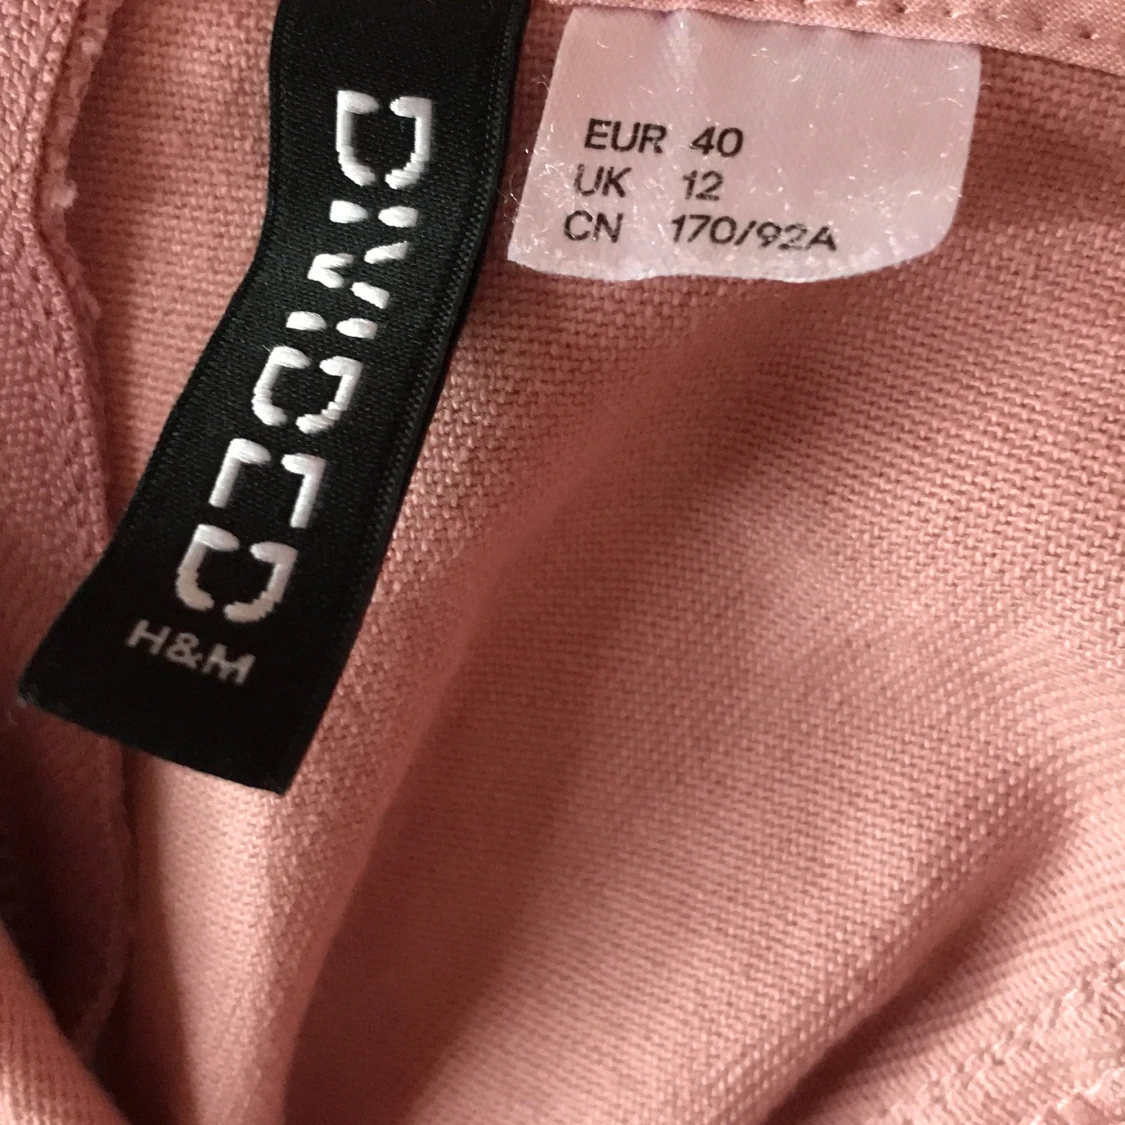 DIVIDED
H&M
EUR 40
UK 12
CN 170/92A